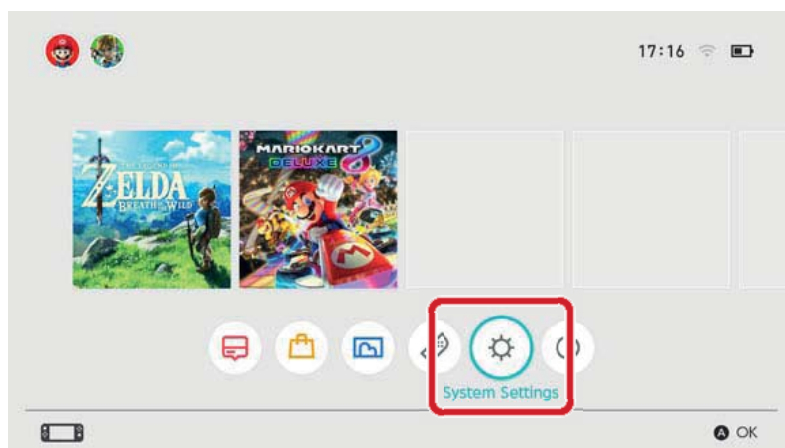 17:16
THE LEGEND OF
ZELDA
BREATH OF THE WILD
MARIOKART 8
DELUXE
System Settings
A OK